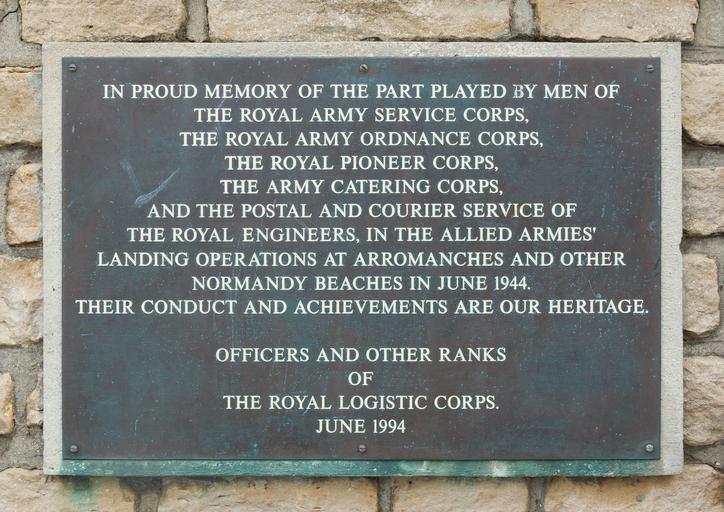 IN PROUD MEMORY OF THE PART PLAYED BY MEN OF
THE ROYAL ARMY SERVICE CORPS,
THE ROYAL ARMY ORDNANCE CORPS,
THE ROYAL PIONEER CORPS,
THE ARMY CATERING CORPS,
AND THE POSTAL AND COURIER SERVICE OF
THE ROYAL ENGINEERS, IN THE ALLIED ARMIES'
LANDING OPERATIONS AT ARROMANCHES AND OTHER
NORMANDY BEACHES IN JUNE 1944.
THEIR CONDUCT AND ACHIEVEMENTS ARE OUR HERITAGE.
OFFICERS AND OTHER RANKS
OF
THE ROYAL LOGISTIC CORPS.
JUNE 1994